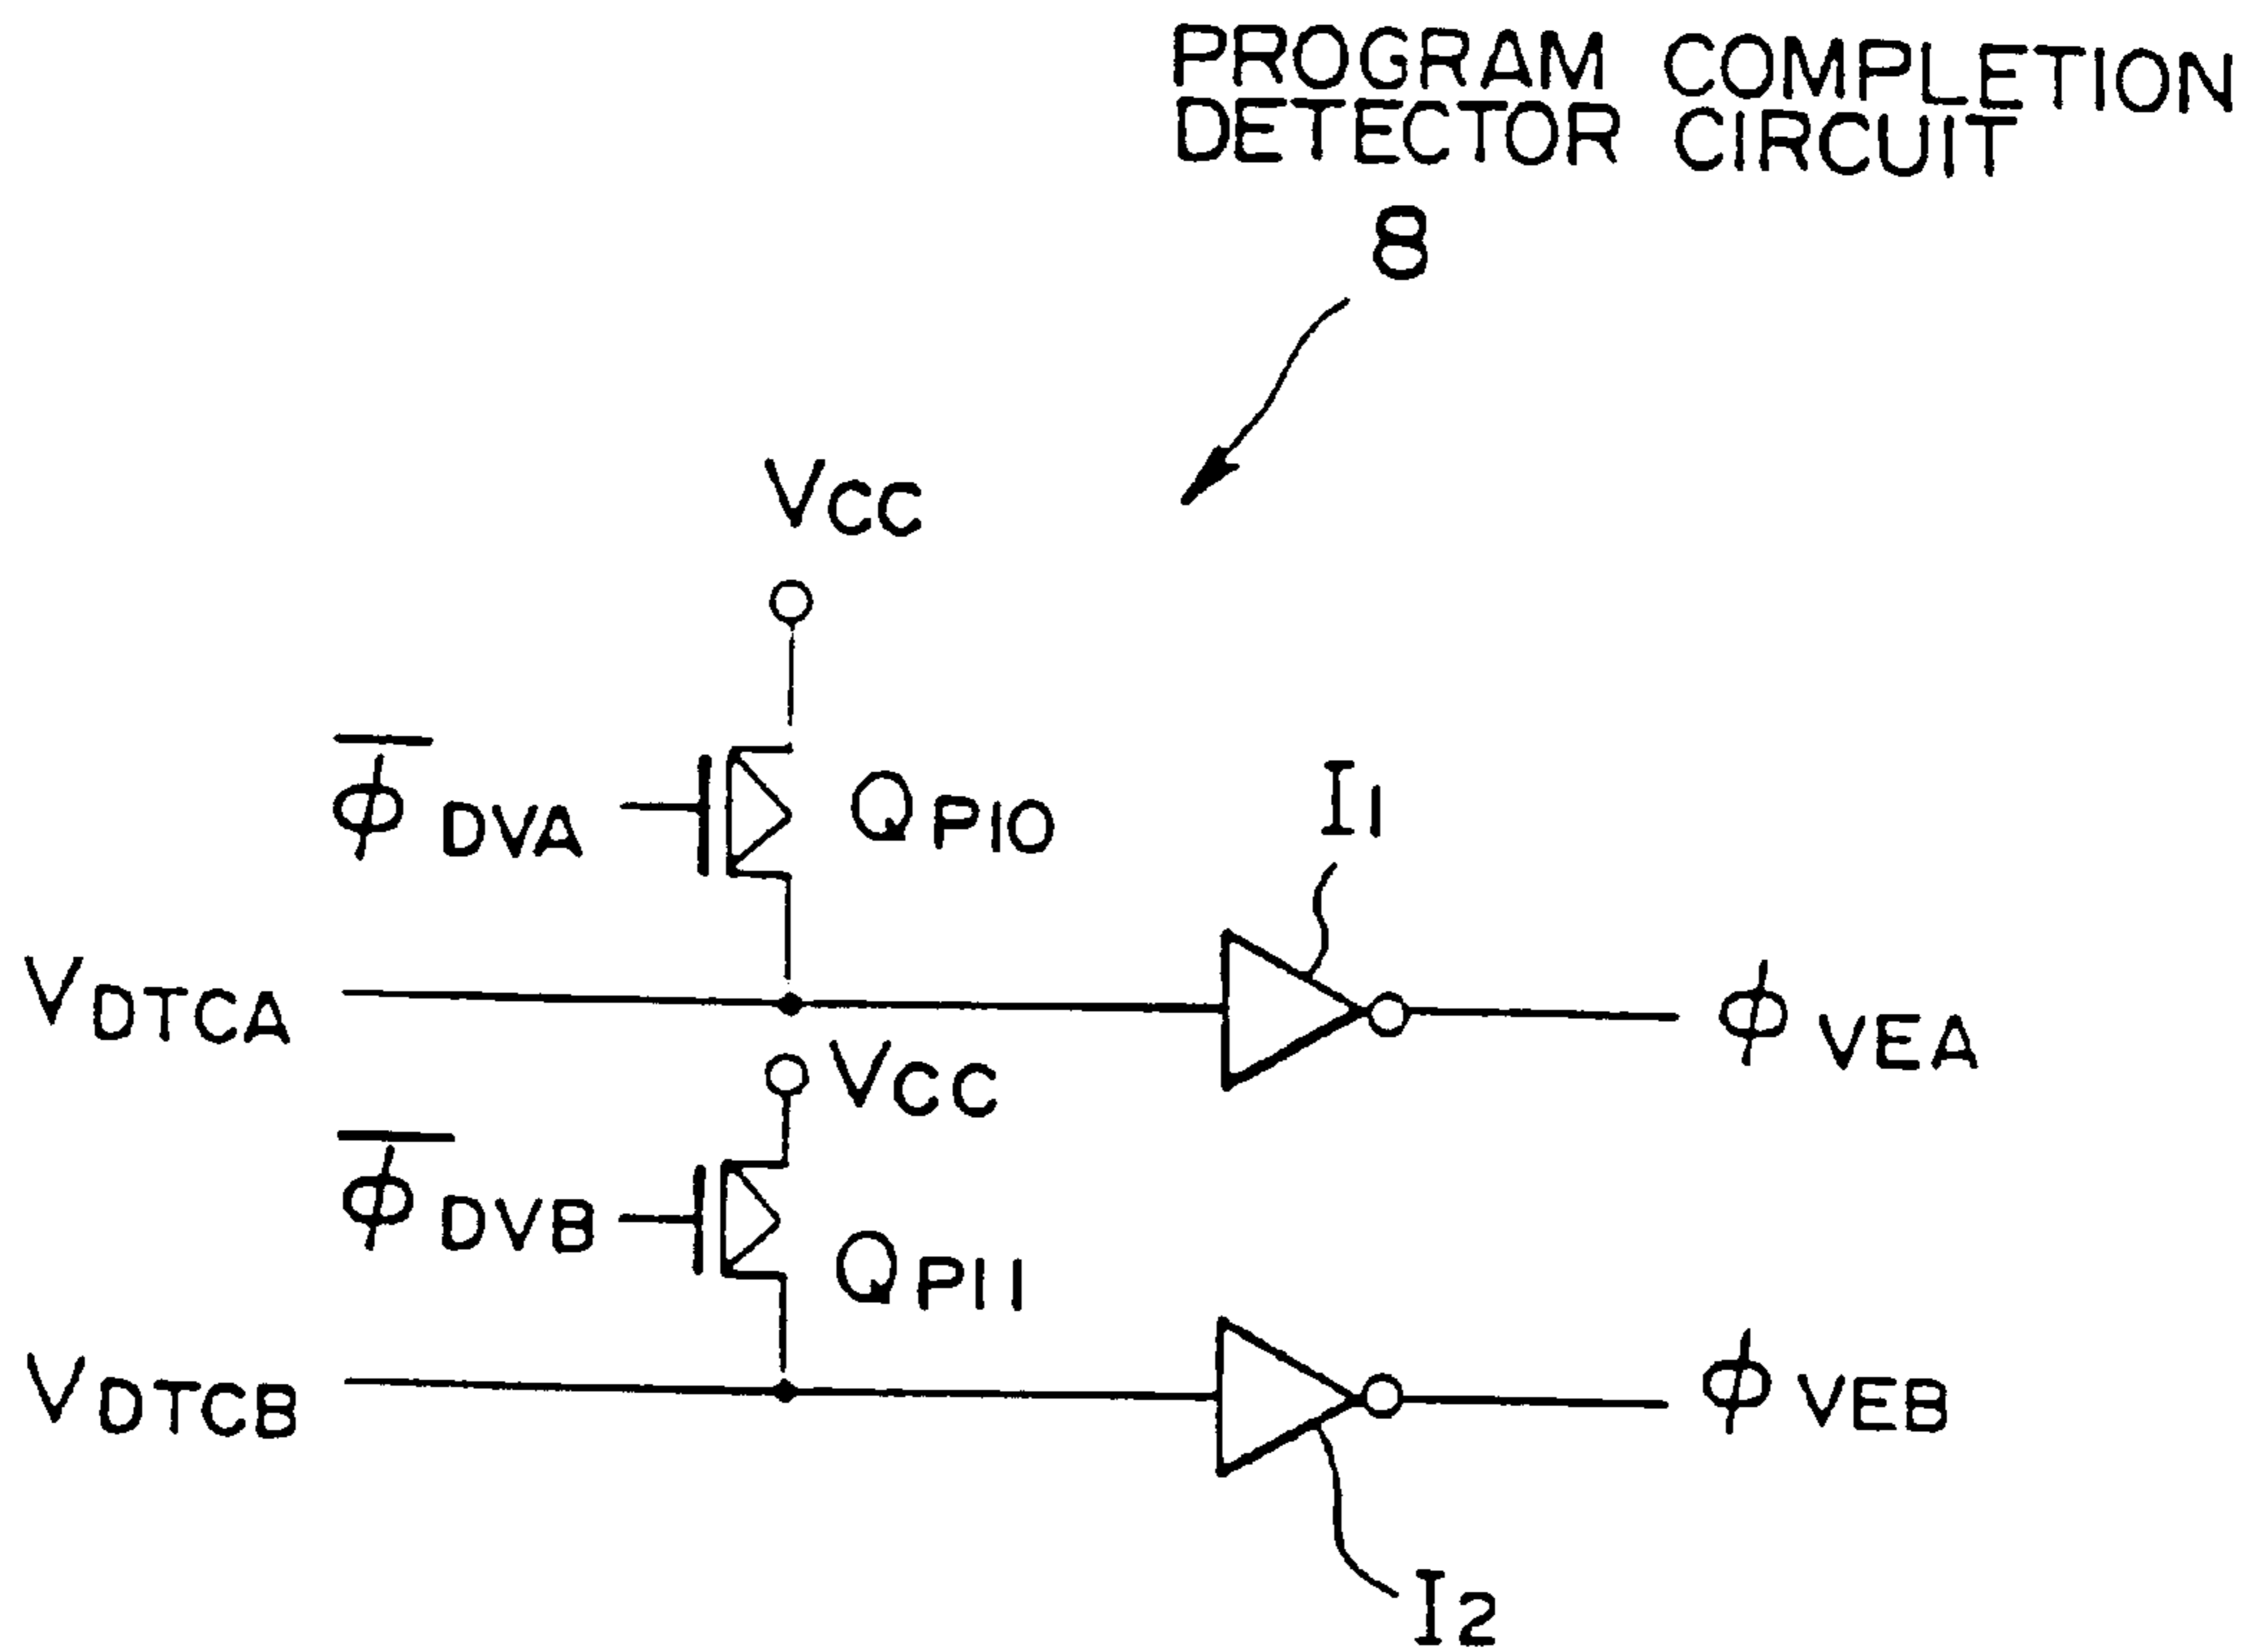 PROGRAM COMPLETION
DETECTOR CIRCUIT
8
VCC
ϕ̅DVA
QP10
I1
VDTCA
ϕVEA
VCC
ϕ̅DVB
QP11
VDTCB
ϕVEB
I2